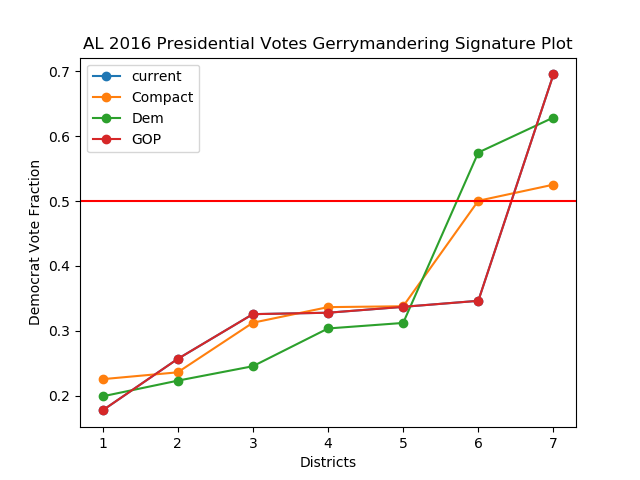 AL 2016 Presidential Votes Gerrymandering Signature Plot
current
Compact
Dem
GOP
0.7
0.6
0.5
0.4
0.3
0.2
Democrat Vote Fraction
1 2 3 4 5 6 7
Districts